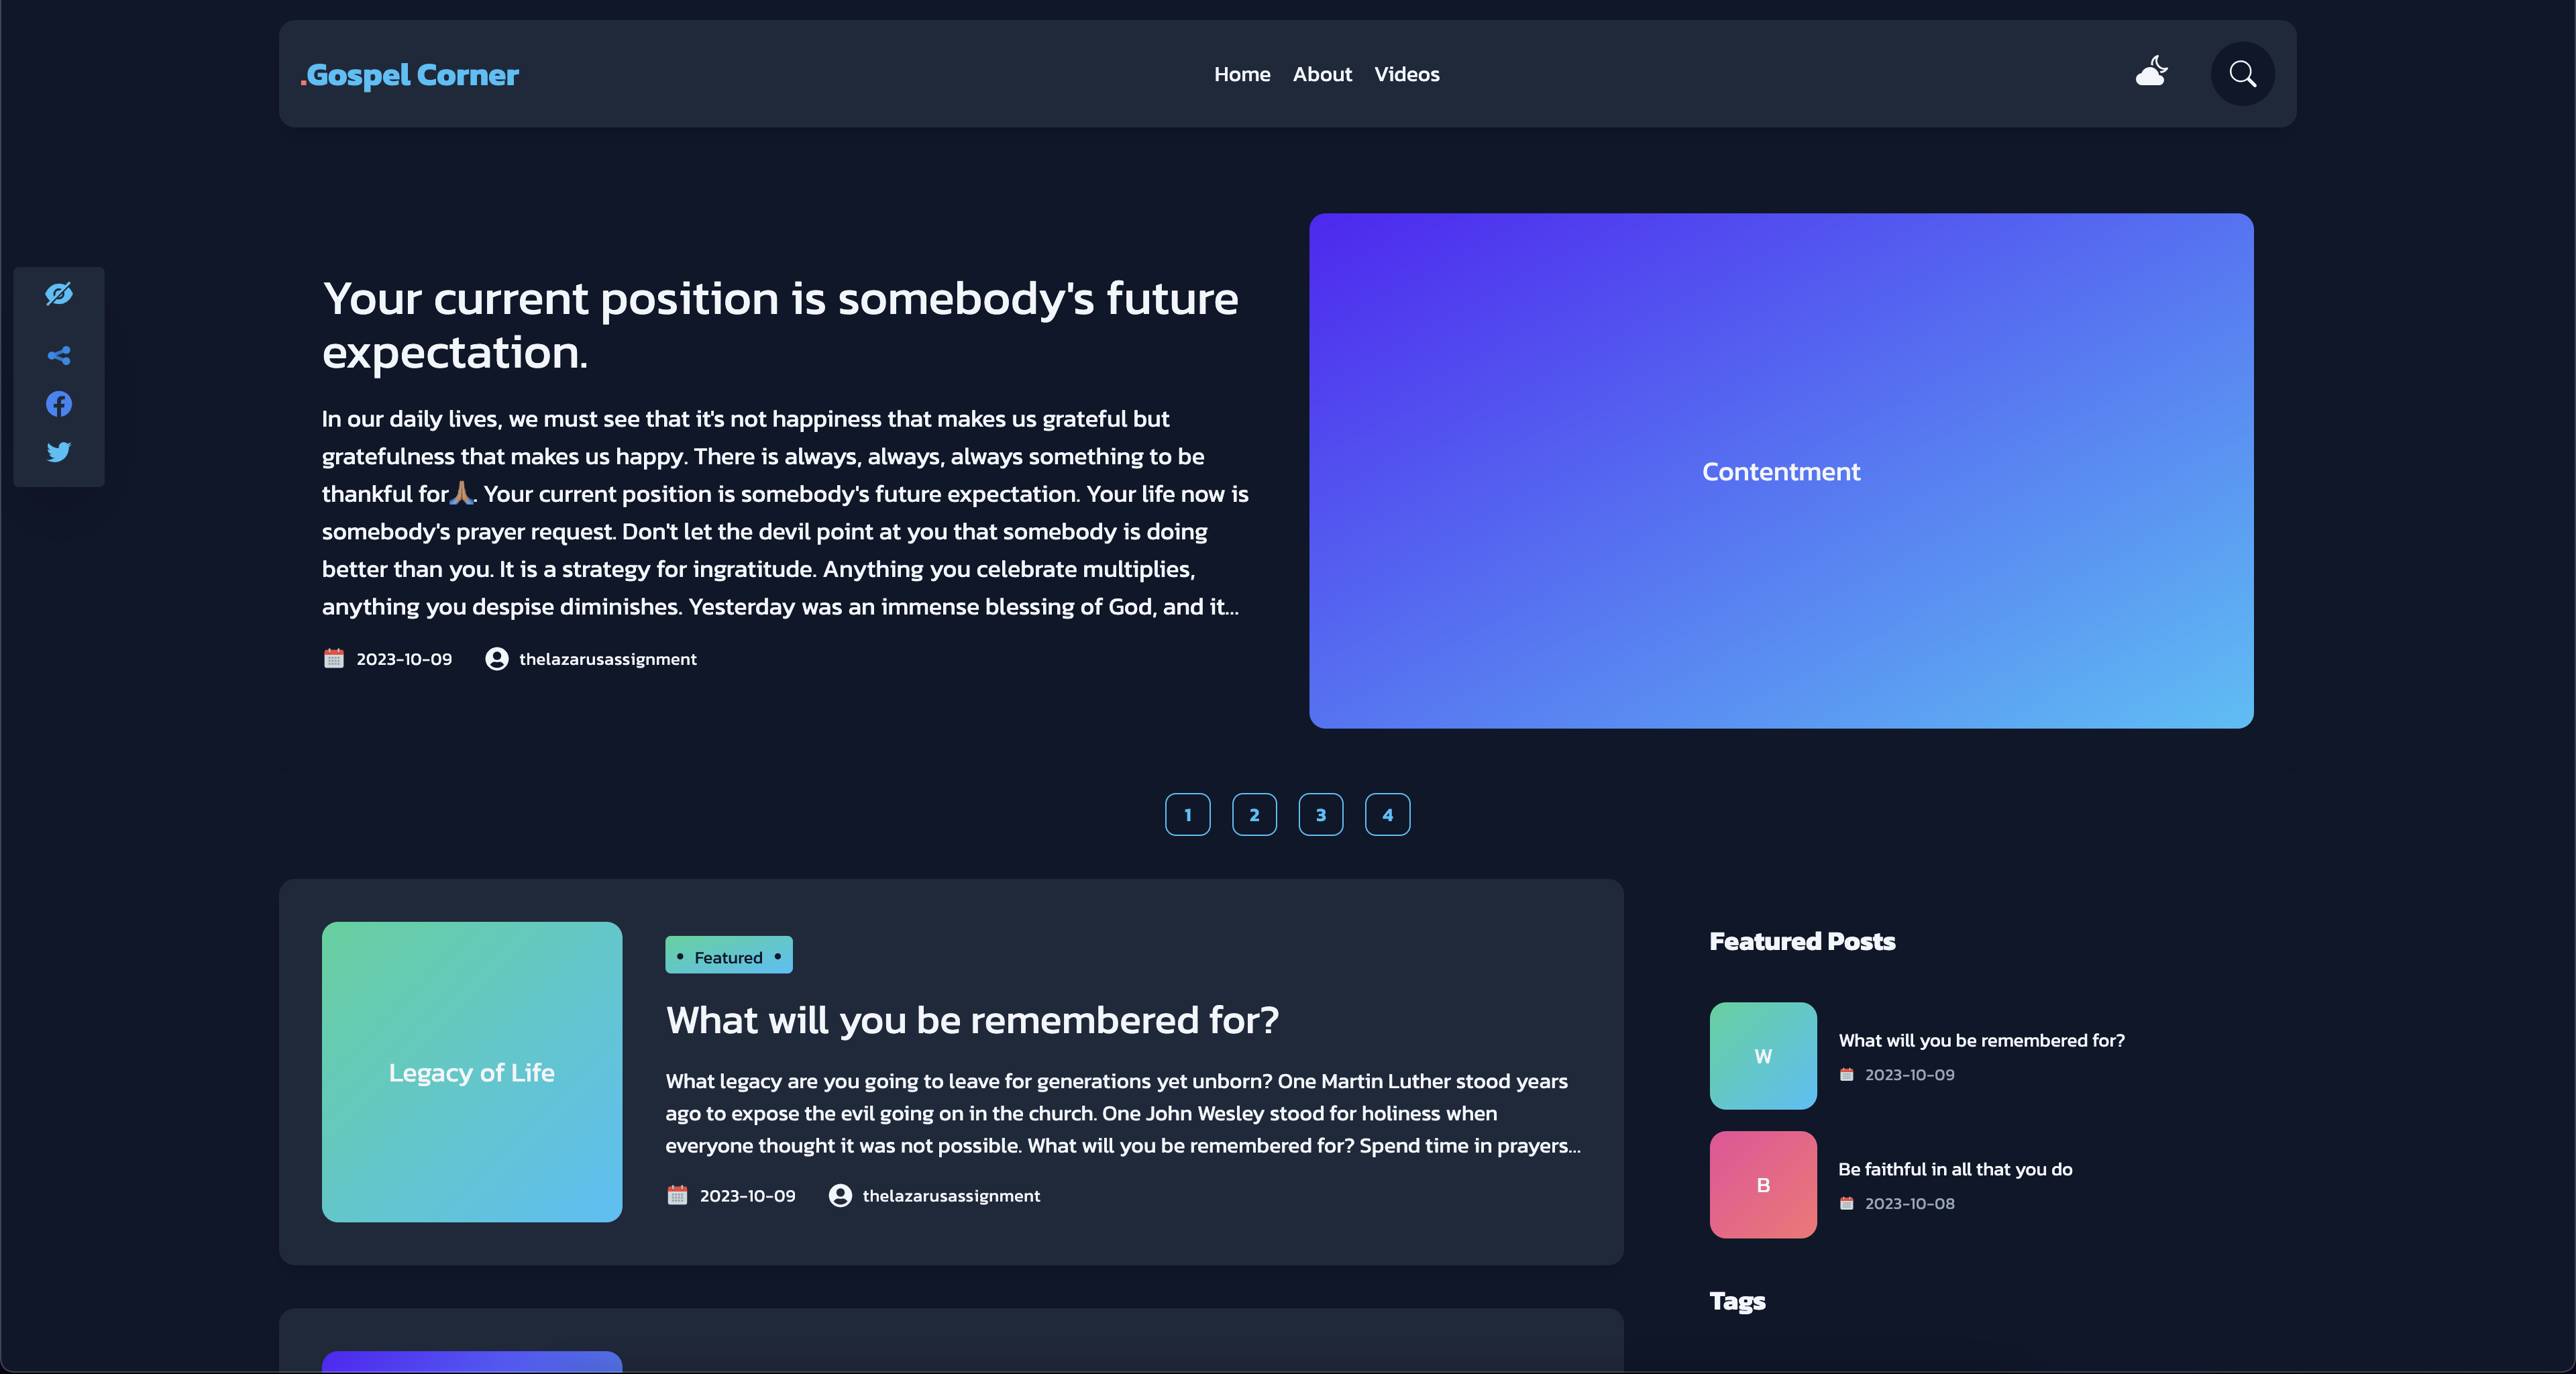 .Gospel Corner
Home About Videos
Your current position is somebody's future
expectation.
In our daily lives, we must see that it's not happiness that makes us grateful but
gratefulness that makes us happy. There is always, always, always something to be
thankful for🙏🏽. Your current position is somebody's future expectation. Your life now is
somebody's prayer request. Don't let the devil point at you that somebody is doing
better than you. It is a strategy for ingratitude. Anything you celebrate multiplies,
anything you despise diminishes. Yesterday was an immense blessing of God, and it...
2023-10-09 thelazarusassignment
Contentment
1 2 3 4
Legacy of Life
• Featured •
What will you be remembered for?
What legacy are you going to leave for generations yet unborn? One Martin Luther stood years
ago to expose the evil going on in the church. One John Wesley stood for holiness when
everyone thought it was not possible. What will you be remembered for? Spend time in prayers...
2023-10-09 thelazarusassignment
Featured Posts
W
What will you be remembered for?
2023-10-09
B
Be faithful in all that you do
2023-10-08
Tags